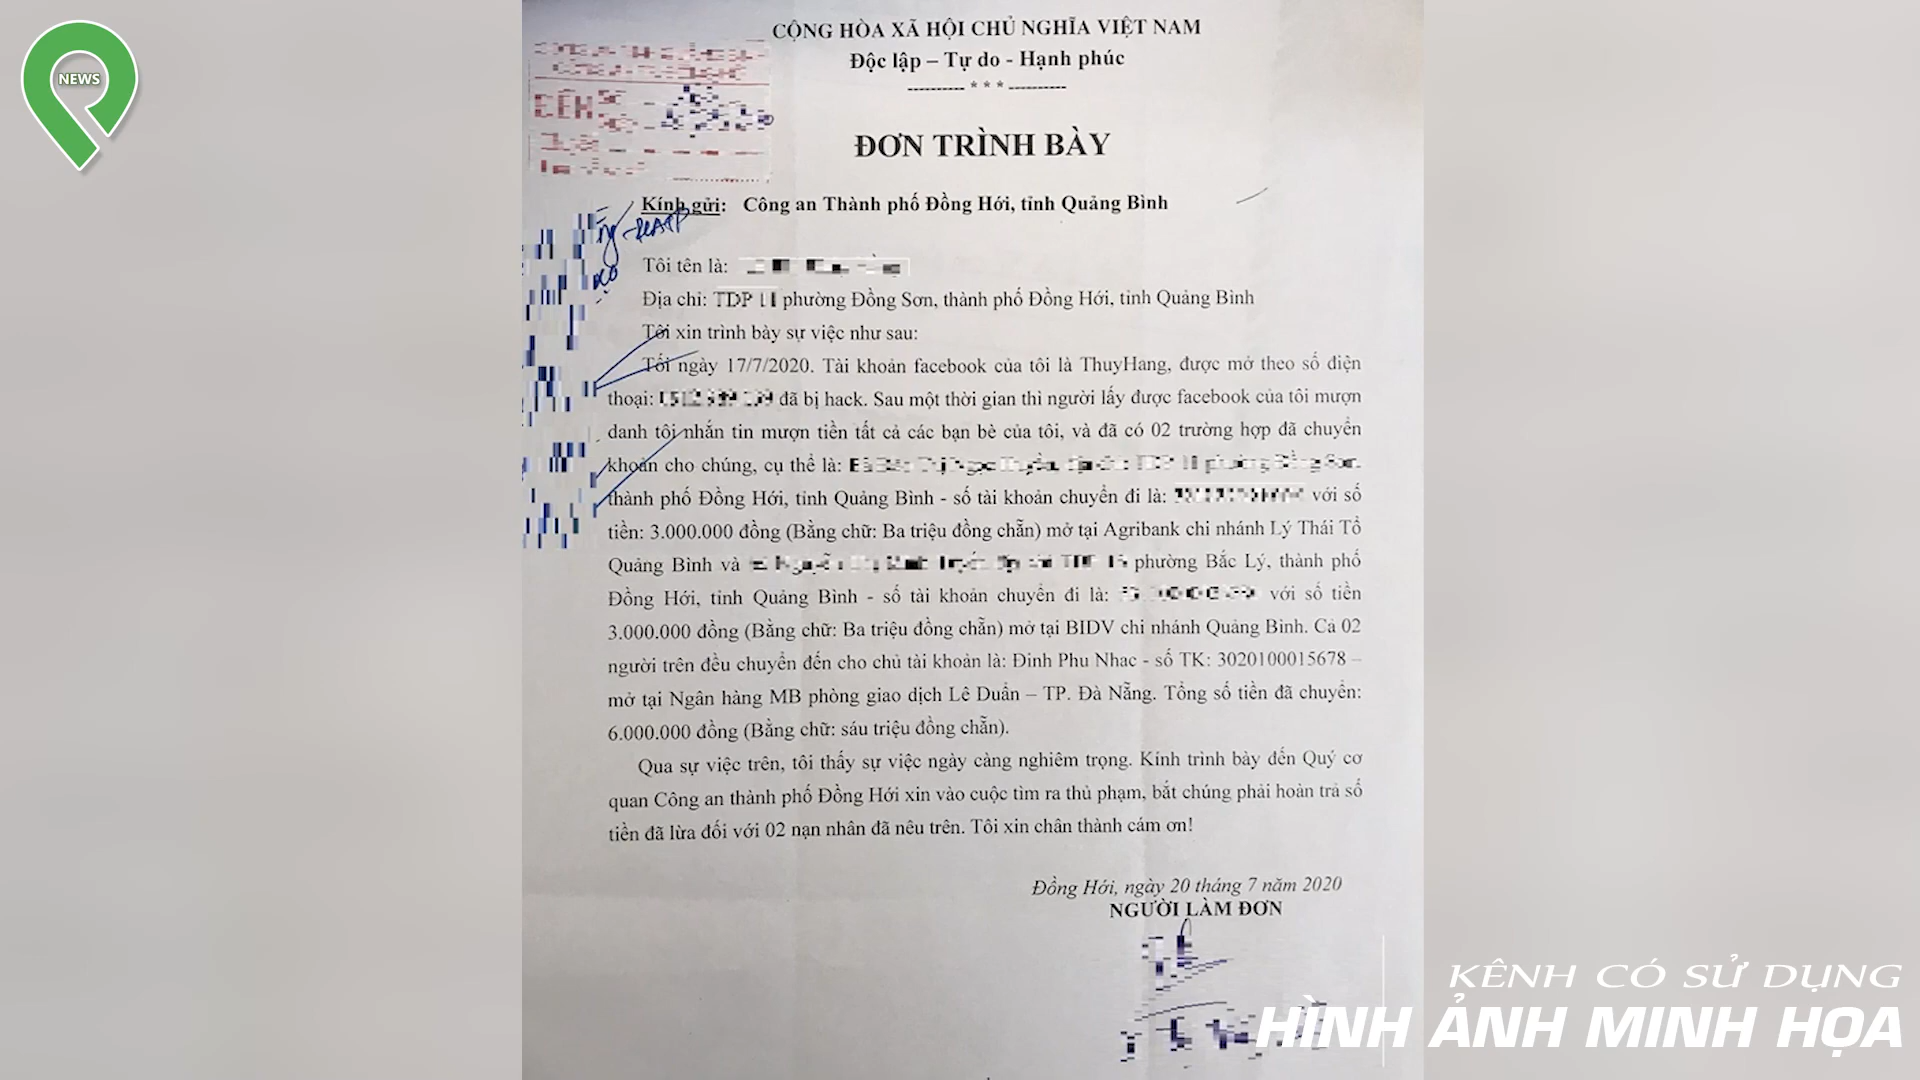 NEWS
CỘNG HÒA XÃ HỘI CHỦ NGHĨA VIỆT NAM
Độc lập – Tự do - Hạnh phúc
---------- * * * ----------
ĐƠN TRÌNH BÀY
Kính gửi: Công an Thành phố Đồng Hới, tỉnh Quảng Bình
Tôi tên là:
Địa chỉ: TDP phường Đồng Sơn, thành phố Đồng Hới, tỉnh Quảng Bình
Tôi xin trình bày sự việc như sau:
Tối ngày 17/7/2020. Tài khoản facebook của tôi là ThuyHang, được mở theo số điện
thoại: đã bị hack. Sau một thời gian thì người lấy được facebook của tôi mượn
danh tôi nhắn tin mượn tiền tất cả các bạn bè của tôi, và đã có 02 trường hợp đã chuyển
khoản cho chúng, cụ thể là:
thành phố Đồng Hới, tỉnh Quảng Bình - số tài khoản chuyển đi là: với số
tiền: 3.000.000 đồng (Bằng chữ: Ba triệu đồng chẵn) mở tại Agribank chi nhánh Lý Thái Tổ
Quảng Bình và phường Bắc Lý, thành phố
Đồng Hới, tỉnh Quảng Bình - số tài khoản chuyển đi là: với số tiền
3.000.000 đồng (Bằng chữ: Ba triệu đồng chẵn) mở tại BIDV chi nhánh Quảng Bình. Cả 02
người trên đều chuyển đến cho chủ tài khoản là: Đinh Phu Nhac - số TK: 3020100015678 –
mở tại Ngân hàng MB phòng giao dịch Lê Duẩn – TP. Đà Nẵng. Tổng số tiền đã chuyển:
6.000.000 đồng (Bằng chữ: sáu triệu đồng chẵn).
Qua sự việc trên, tôi thấy sự việc ngày càng nghiêm trọng. Kính trình bày đến Quý cơ
quan Công an thành phố Đồng Hới xin vào cuộc tìm ra thủ phạm, bắt chúng phải hoàn trả số
tiền đã lừa đối với 02 nạn nhân đã nêu trên. Tôi xin chân thành cám ơn!
Đồng Hới, ngày 20 tháng 7 năm 2020
NGƯỜI LÀM ĐƠN
KÊNH CÓ SỬ DỤNG
HÌNH ẢNH MINH HỌA